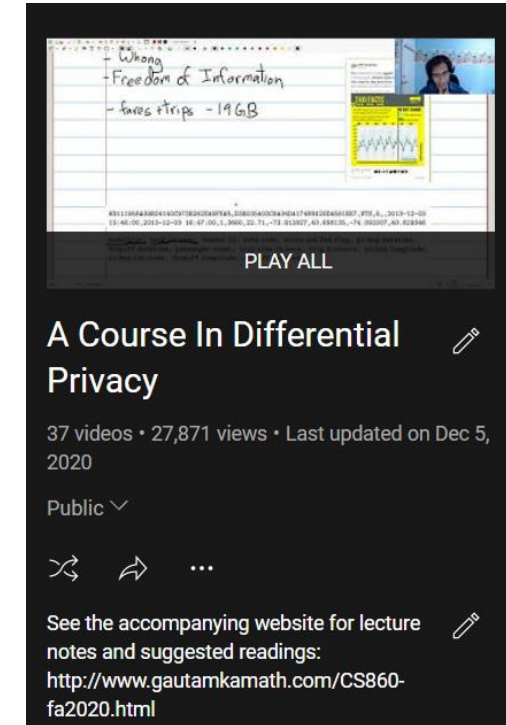 - Whong
- Freedom of Information
- fares + trips - 19 GB
PLAY ALL
A Course In Differential
Privacy
37 videos • 27,871 views • Last updated on Dec 5,
2020
Public
See the accompanying website for lecture
notes and suggested readings:
http://www.gautamkamath.com/CS860-
fa2020.html